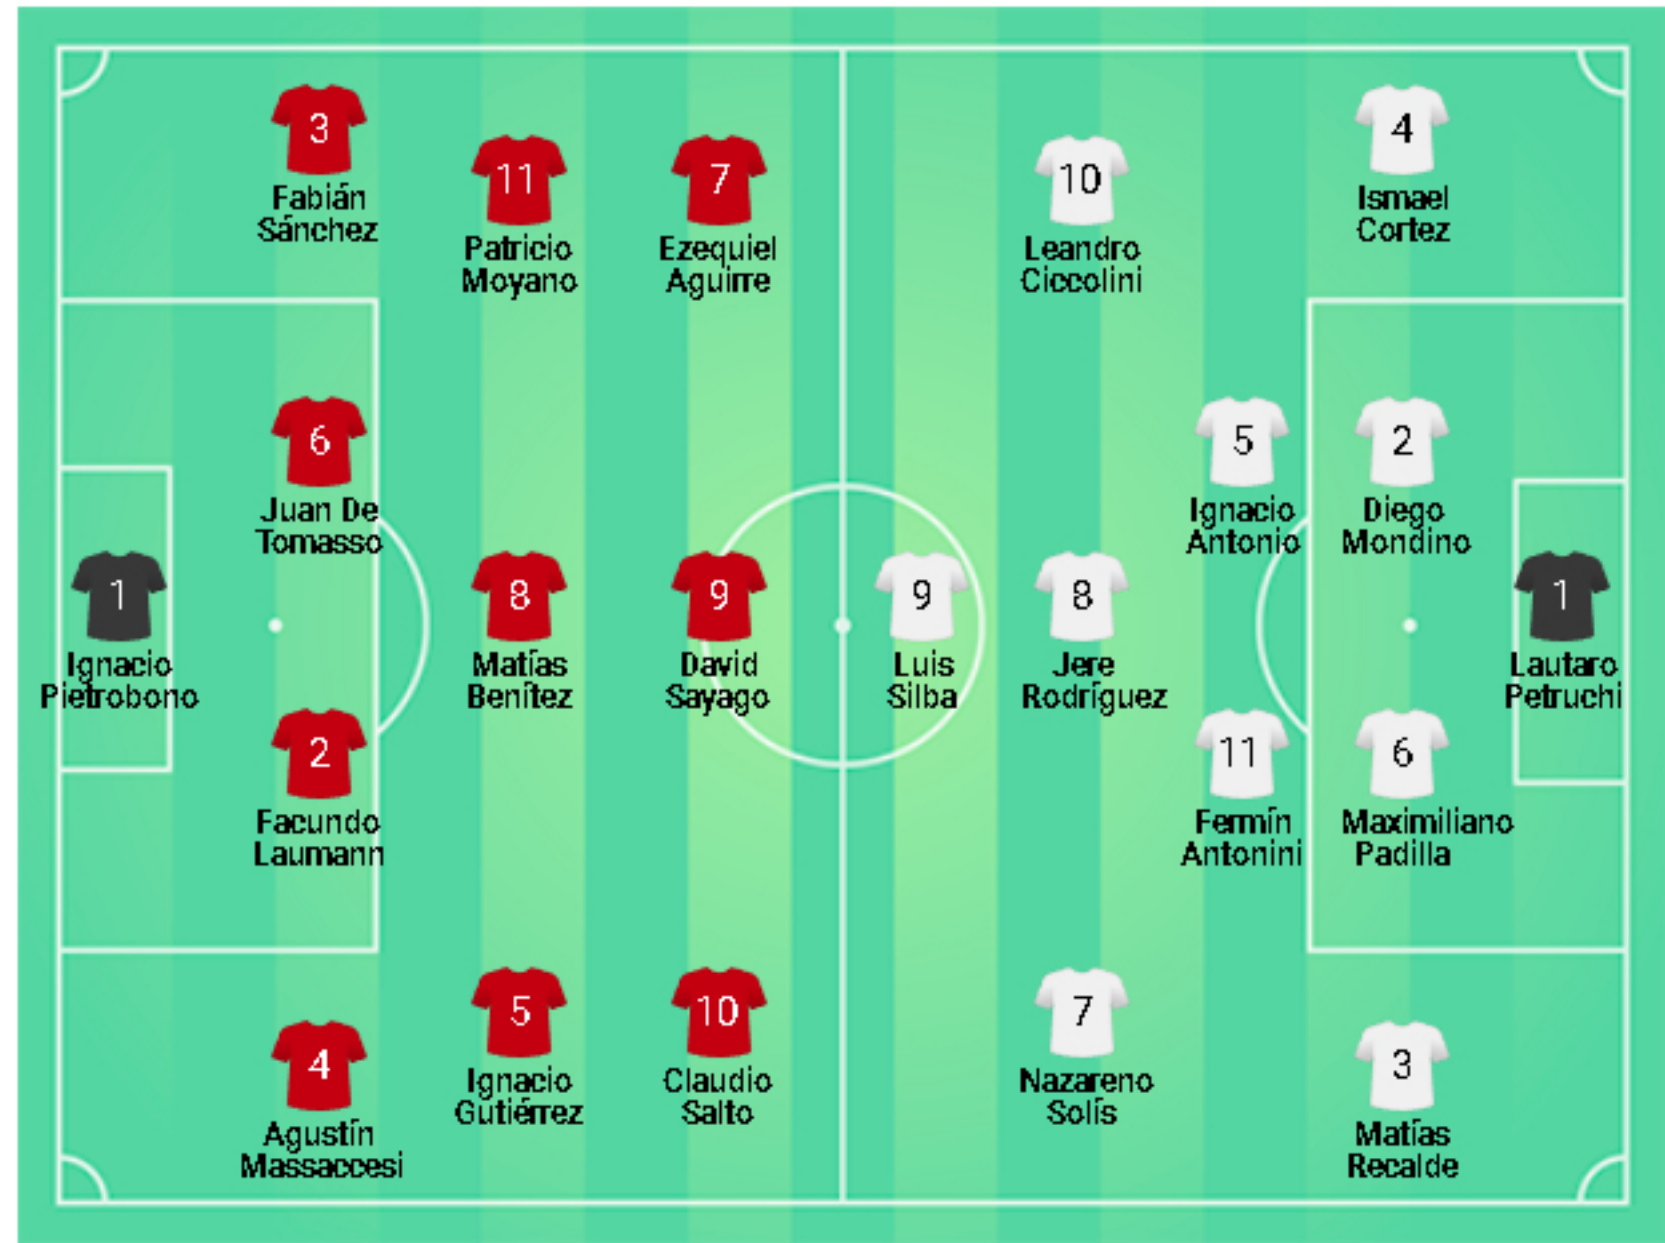 3
Fabián
Sánchez
11
Patricio
Moyano
7
Ezequiel
Aguirre
10
Leandro
Ciccolini
4
Ismael
Cortez
6
Juan De
Tomasso
5
Ignacio
Antonio
2
Diego
Mondino
1
Ignacio
Pietrobono
8
Matías
Benítez
9
David
Sayago
9
Luis
Silba
8
Jere
Rodríguez
1
Lautaro
Petruchi
2
Facundo
Laumann
11
Fermín
Antonini
6
Maximiliano
Padilla
5
Ignacio
Gutiérrez
10
Claudio
Salto
7
Nazareno
Solís
4
Agustín
Massaccesi
3
Matías
Recalde